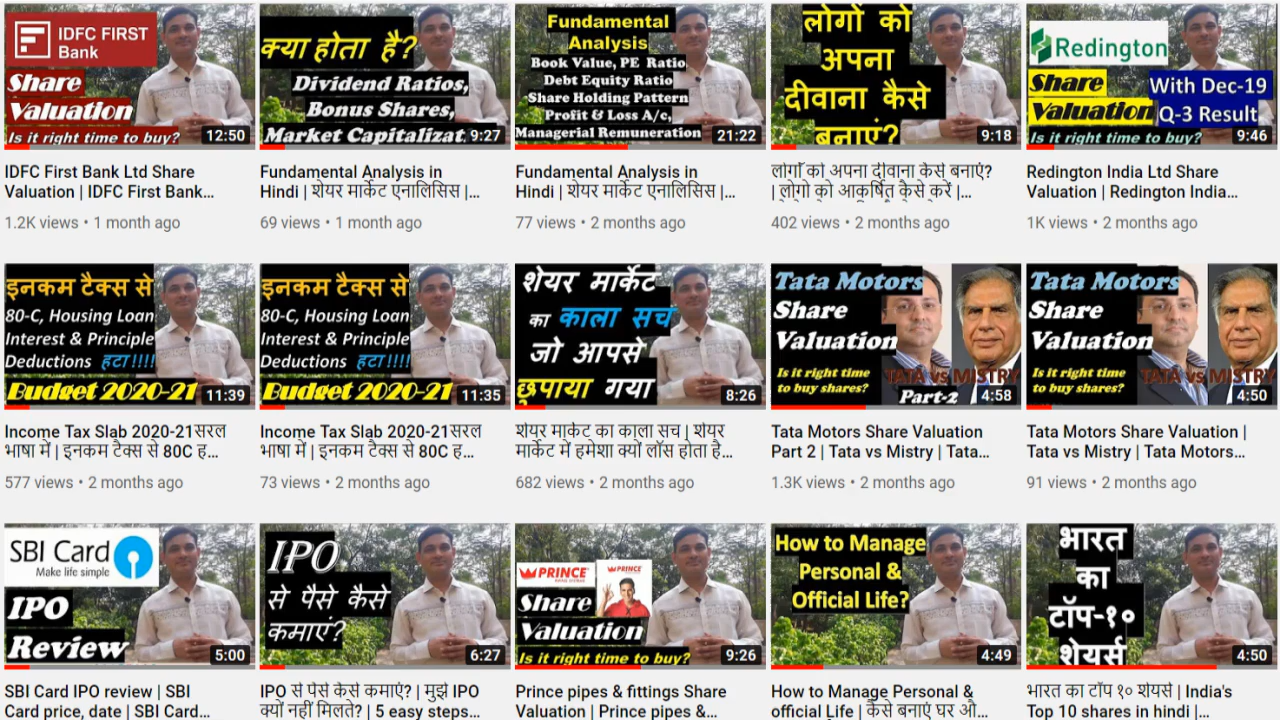 IDFC FIRST
Bank
Share
Valuation
Is it right time to buy?
12:50
IDFC First Bank Ltd Share
Valuation | IDFC First Bank...
1.2K views • 1 month ago
क्या होता है?
Dividend Ratios,
Bonus Shares,
Market Capitalizat
9:27
Fundamental Analysis in
Hindi | शेयर मार्केट एनालिसिस |...
69 views • 1 month ago
Fundamental
Analysis
Book Value, PE Ratio
Debt Equity Ratio
Share Holding Pattern
Profit & Loss A/c,
Managerial Remuneration
21:22
Fundamental Analysis in
Hindi | शेयर मार्केट एनालिसिस |...
77 views • 2 months ago
लोगों को
अपना
दीवाना कैसे
बनाएं?
9:18
लोगों को अपना दीवाना कैसे बनाएं?
| लोगो को आकर्षित कैसे करें |...
402 views • 2 months ago
Redington
Share
Valuation
With Dec-19
Q-3 Result
Is it right time to buy?
9:46
Redington India Ltd Share
Valuation | Redington India...
1K views • 2 months ago
इनकम टैक्स से
80-C, Housing Loan
Interest & Principle
Deductions हटा !!!!
Budget 2020-21
11:39
Income Tax Slab 2020-21सरल
भाषा में | इनकम टैक्स से 80C ह...
577 views • 2 months ago
इनकम टैक्स से
80-C, Housing Loan
Interest & Principle
Deductions हटा !!!!
Budget 2020-21
11:35
Income Tax Slab 2020-21सरल
भाषा में | इनकम टैक्स से 80C ह...
73 views • 2 months ago
शेयर मार्केट
का काला सच
जो आपसे
छुपाया गया
8:26
शेयर मार्केट का काला सच | शेयर
मार्केट में हमेशा क्यों लॉस होता है...
682 views • 2 months ago
Tata Motors
Share
Valuation
Is it right time
to buy shares?
TATA vs MISTRY
Part-2
4:58
Tata Motors Share Valuation
Part 2 | Tata vs Mistry | Tata...
1.3K views • 2 months ago
Tata Motors
Share
Valuation
Is it right time
to buy shares?
TATA vs MISTRY
4:50
Tata Motors Share Valuation |
Tata vs Mistry | Tata Motors...
91 views • 2 months ago
SBI Card
Make life simple
IPO
Review
5:00
SBI Card IPO review | SBI
Card price, date | SBI Card...
IPO
से पैसे कैसे
कमाएं?
6:27
IPO से पैसे कैसे कमाएं? | मुझे IPO
क्यों नहीं मिलते? | 5 easy steps...
PRINCE
PRINCE
Share
Valuation
Is it right time to buy?
9:26
Prince pipes & fittings Share
Valuation | Prince pipes &...
How to Manage
Personal &
Official Life?
4:49
How to Manage Personal &
official Life | कैसे बनाएं घर औ...
भारत
का
टॉप-१०
शेयर्स
4:50
भारत का टॉप १० शेयर्स | India's
Top 10 shares in hindi |...